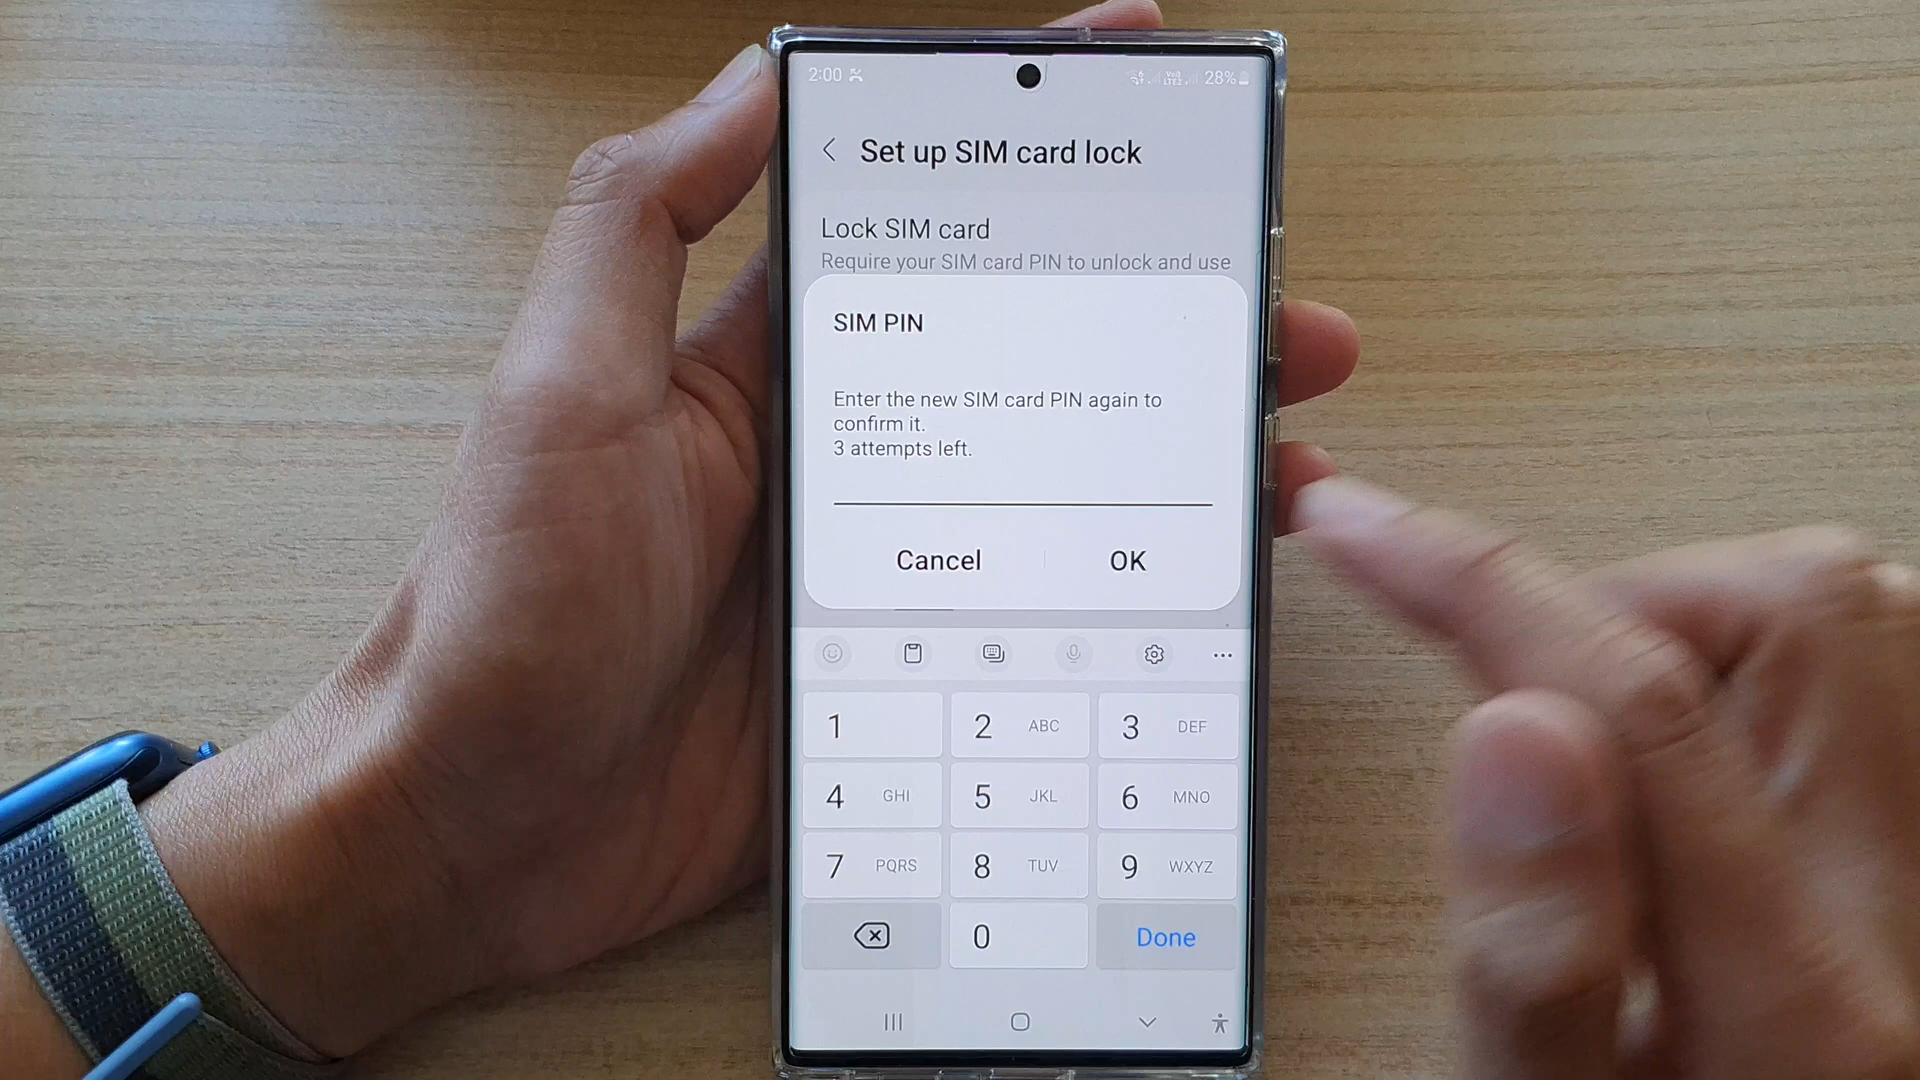 2:00
28%
Set up SIM card lock
Lock SIM card
Require your SIM card PIN to unlock and use
SIM PIN
Enter the new SIM card PIN again to
confirm it.
3 attempts left.
Cancel OK
1 2 ABC 3 DEF
4 GHI 5 JKL 6 MNO
7 PQRS 8 TUV 9 WXYZ
0 Done